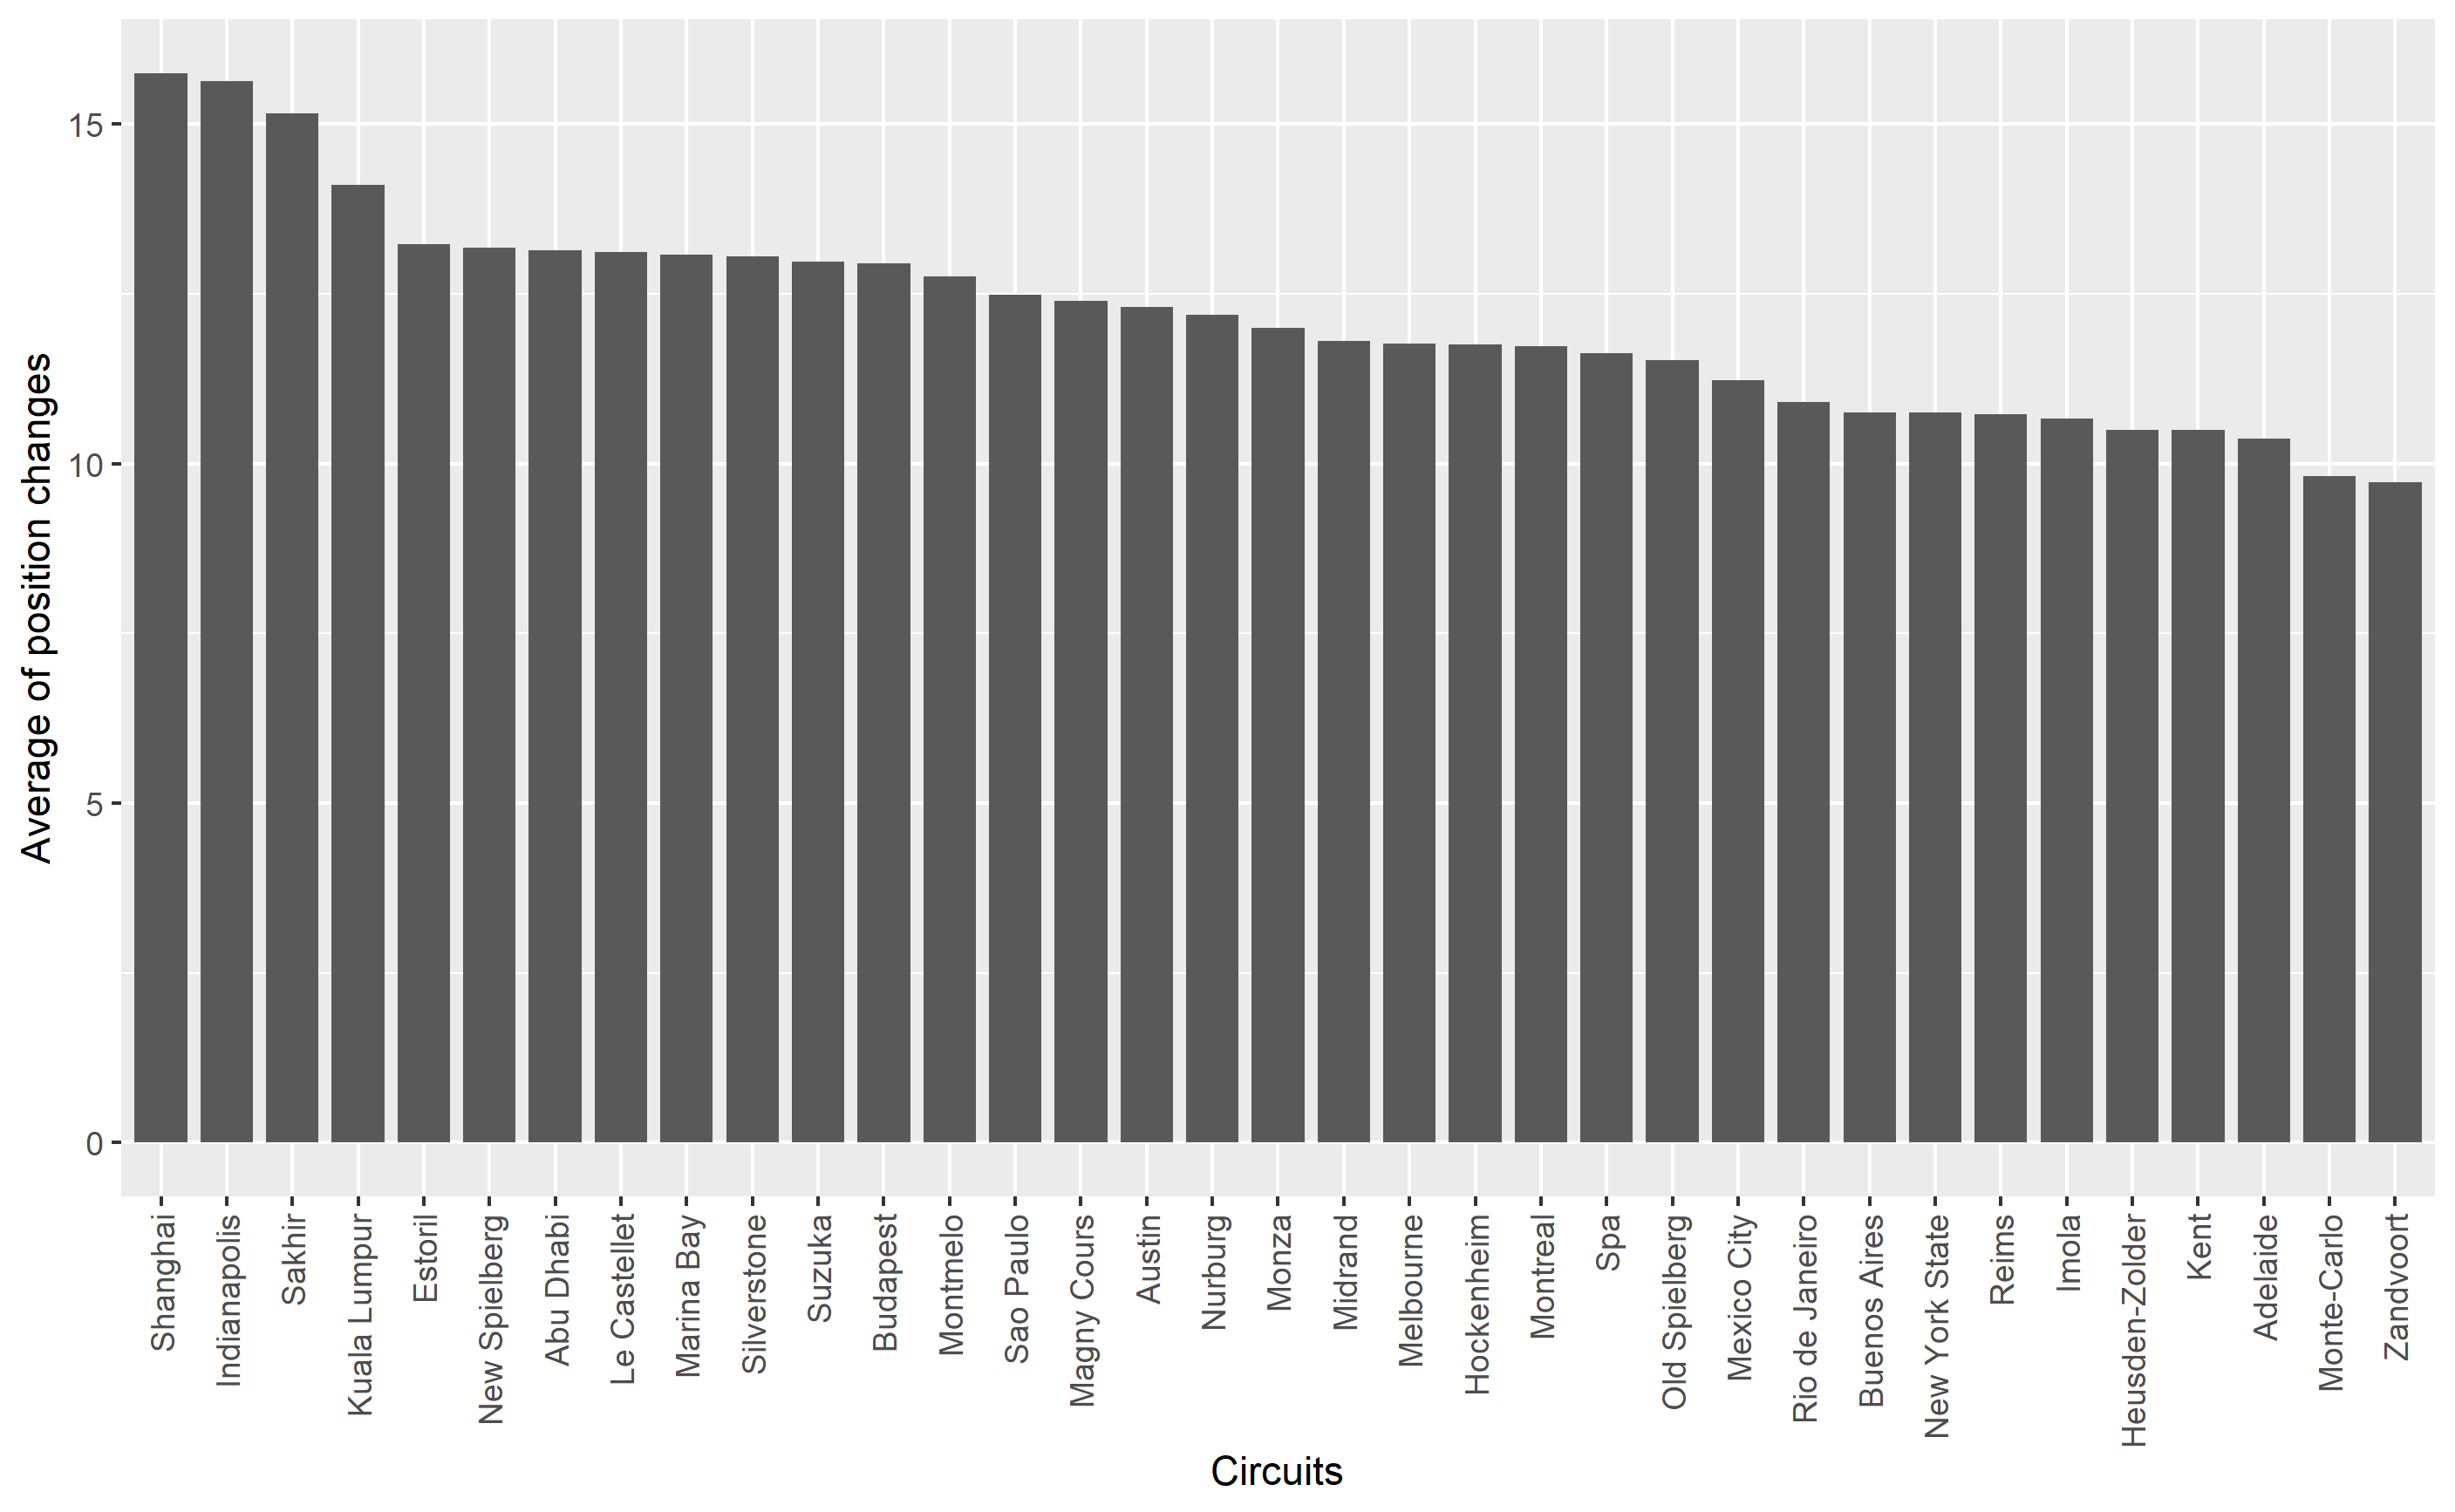 Average of position changes
15
10
5
0
Shanghai
Indianapolis
Sakhir
Kuala Lumpur
Estoril
New Spielberg
Abu Dhabi
Le Castellet
Marina Bay
Silverstone
Suzuka
Budapest
Montmelo
Sao Paulo
Magny Cours
Austin
Nurburg
Monza
Midrand
Melbourne
Hockenheim
Montreal
Spa
Old Spielberg
Mexico City
Rio de Janeiro
Buenos Aires
New York State
Reims
Imola
Heusden-Zolder
Kent
Adelaide
Monte-Carlo
Zandvoort
Circuits